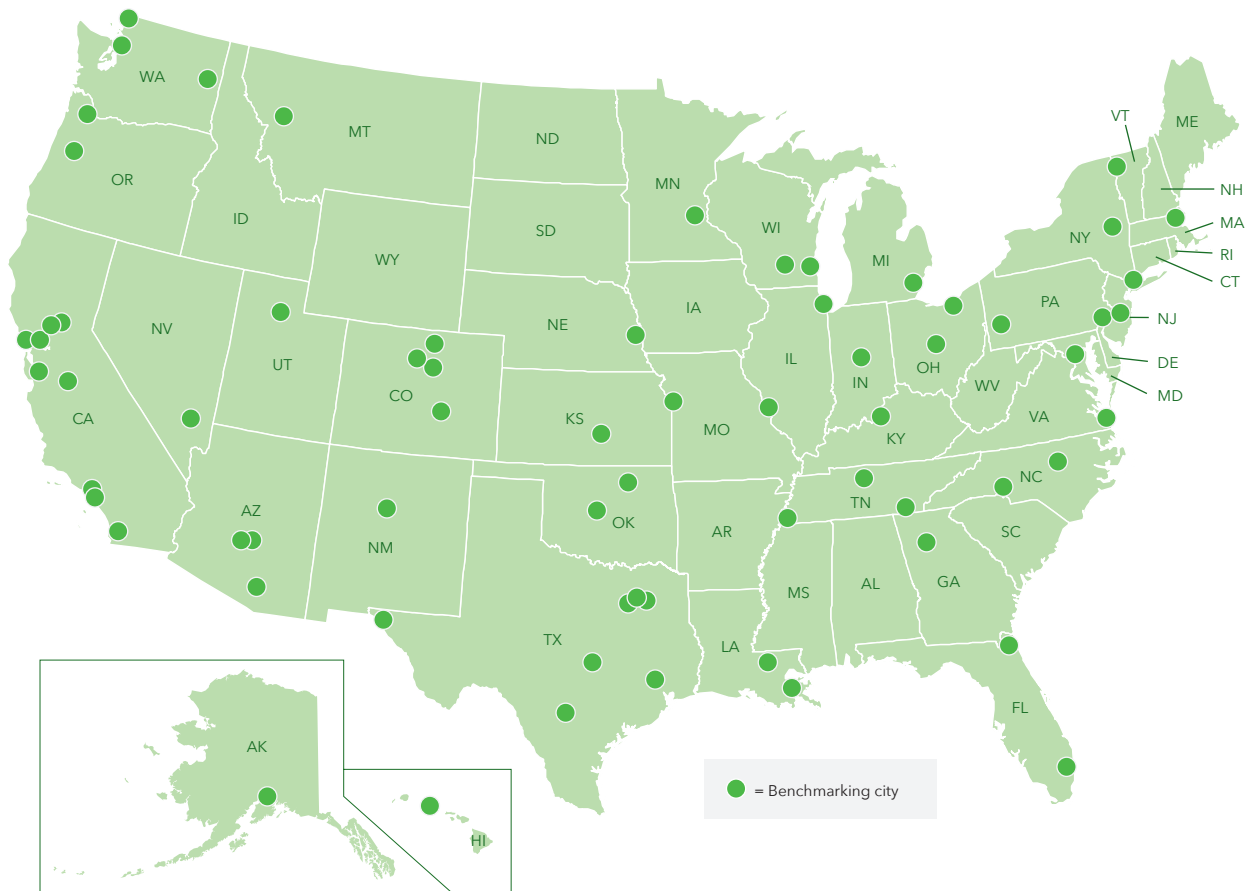 WA
MT
ND
MN
VT
ME
OR
ID
SD
WI
MI
NH
NY
MA
RI
CT
WY
IA
PA
NV
UT
NE
IL
IN
OH
NJ
DE
MD
CA
CO
KS
MO
WV
VA
KY
AZ
NM
OK
AR
TN
NC
SC
TX
LA
MS
AL
GA
FL
AK
HI
= Benchmarking city